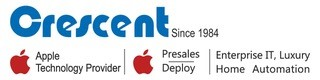 Crescent Since 1984
Apple Technology Provider
Presales Deploy
Enterprise IT, Luxury Home Automation